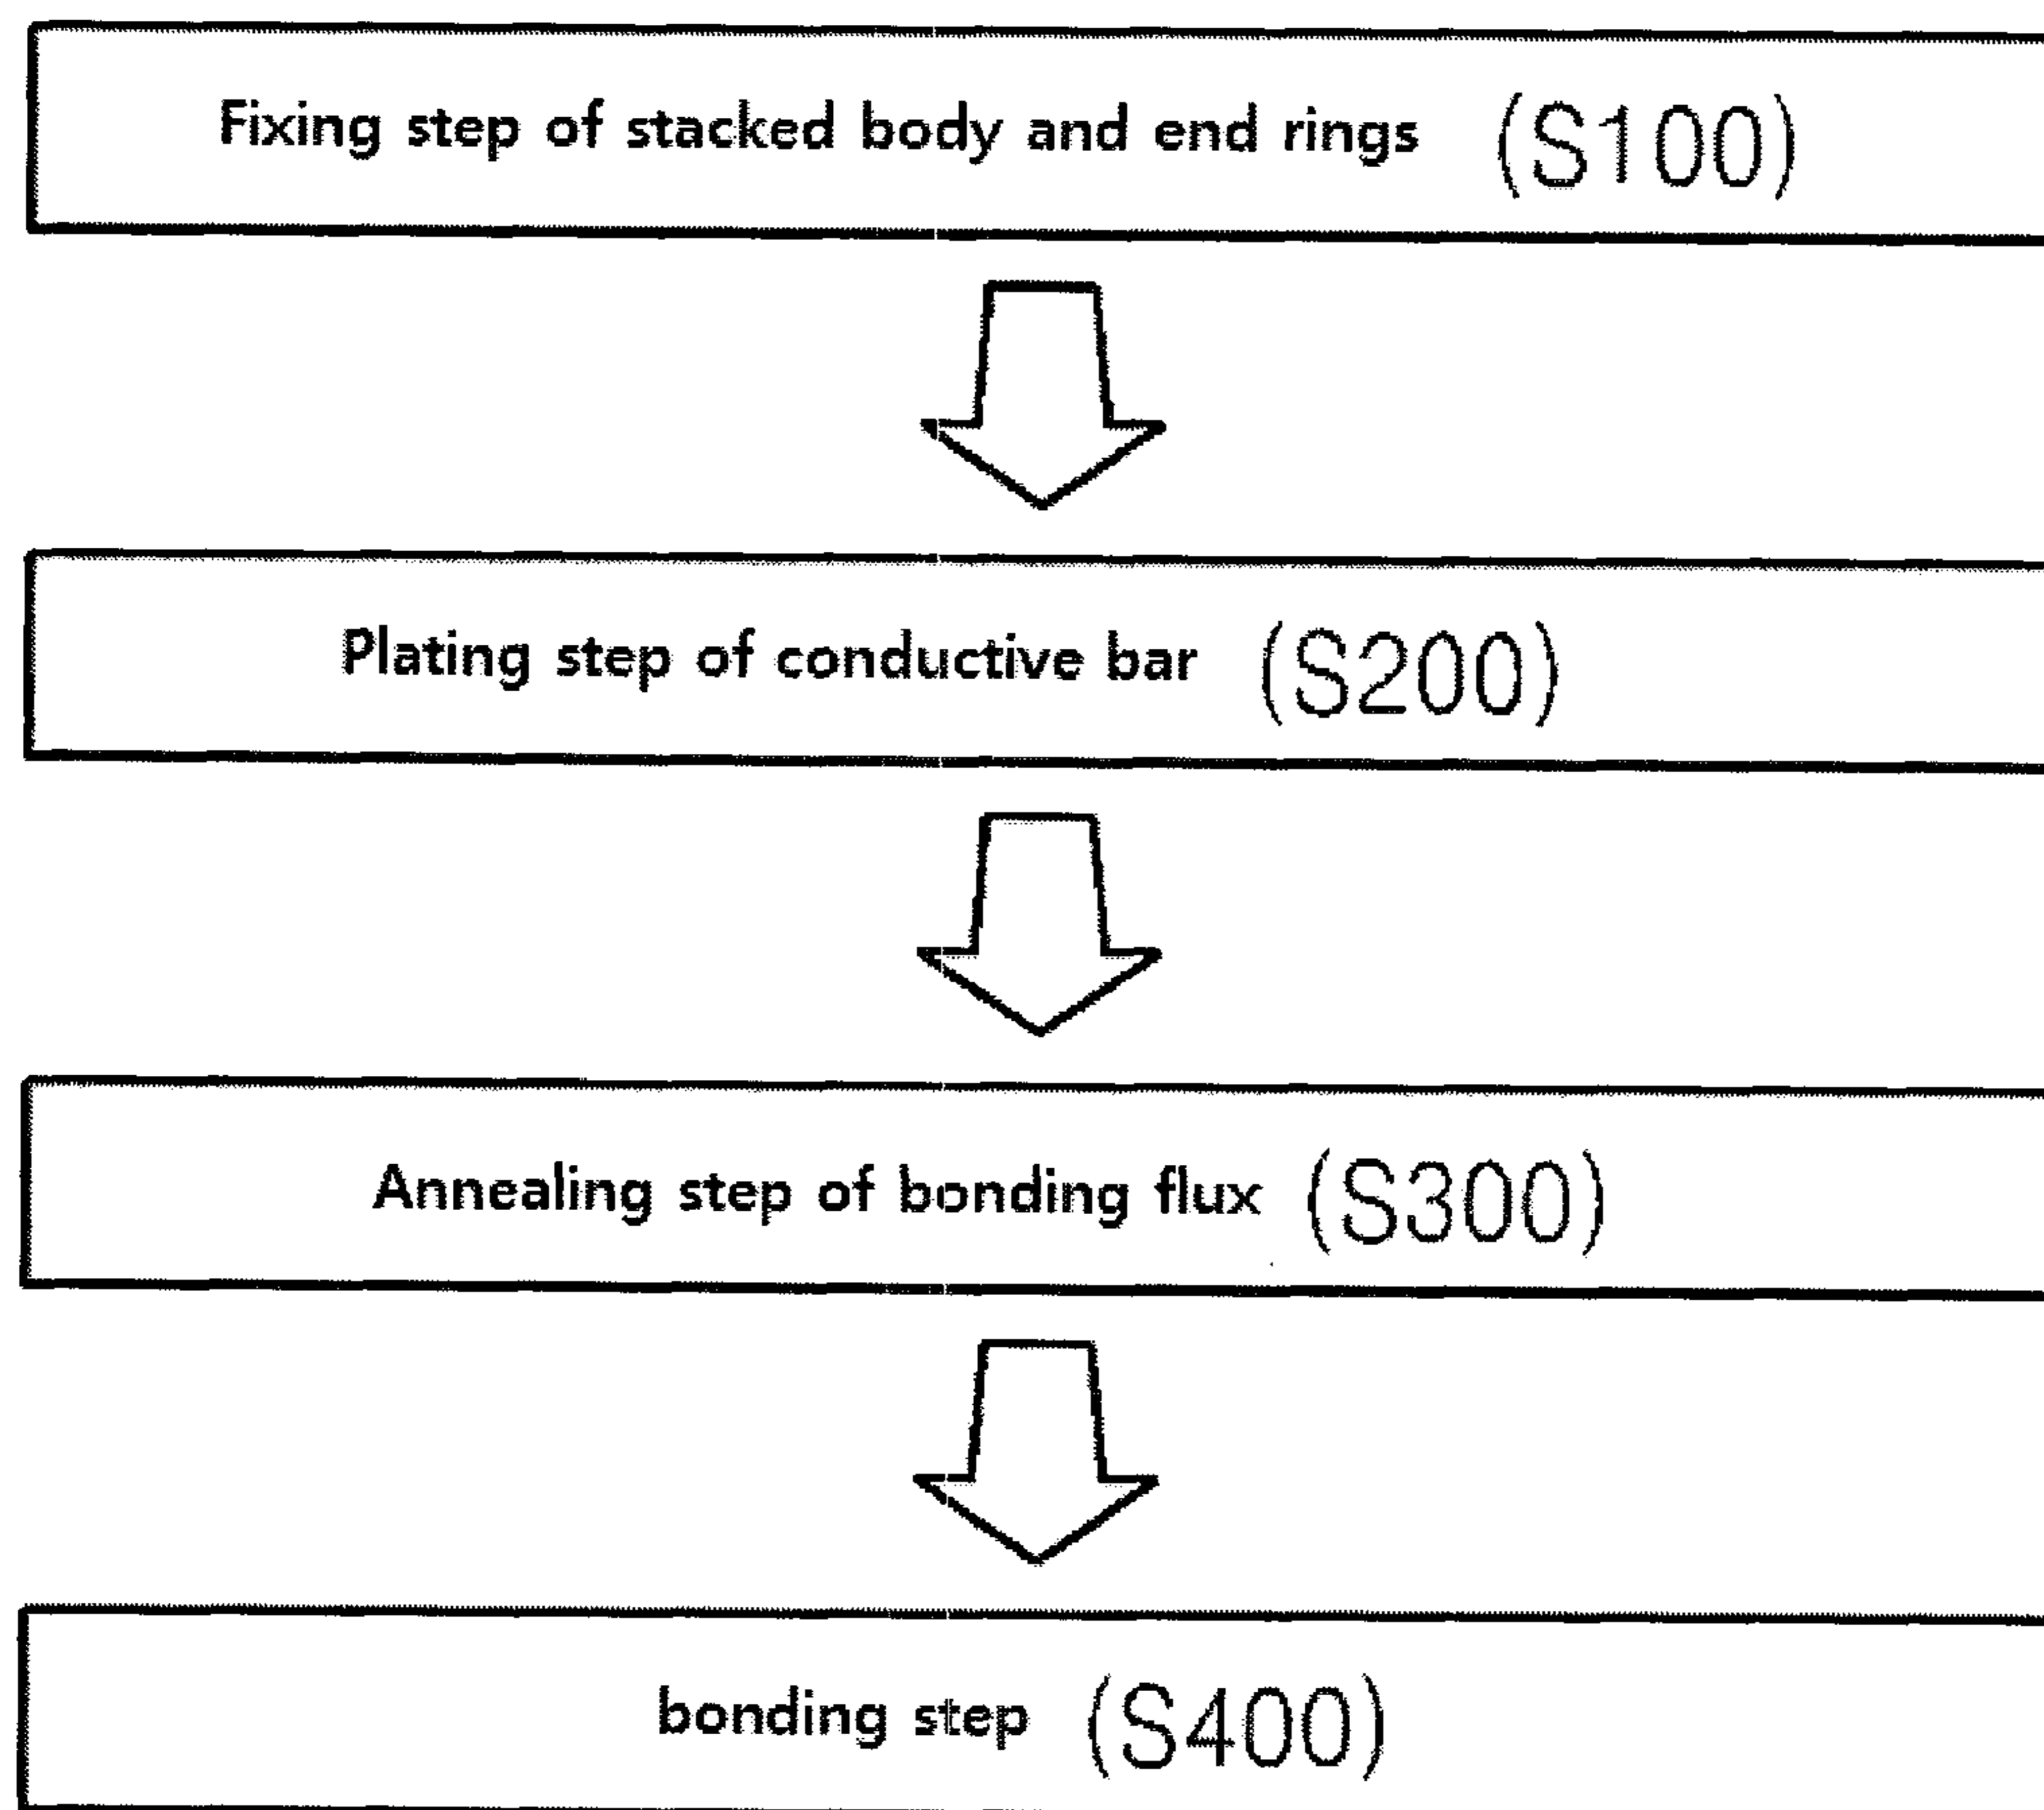 Fixing step of stacked body and end rings (S100)
Plating step of conductive bar (S200)
Annealing step of bonding flux (S300)
bonding step (S400)